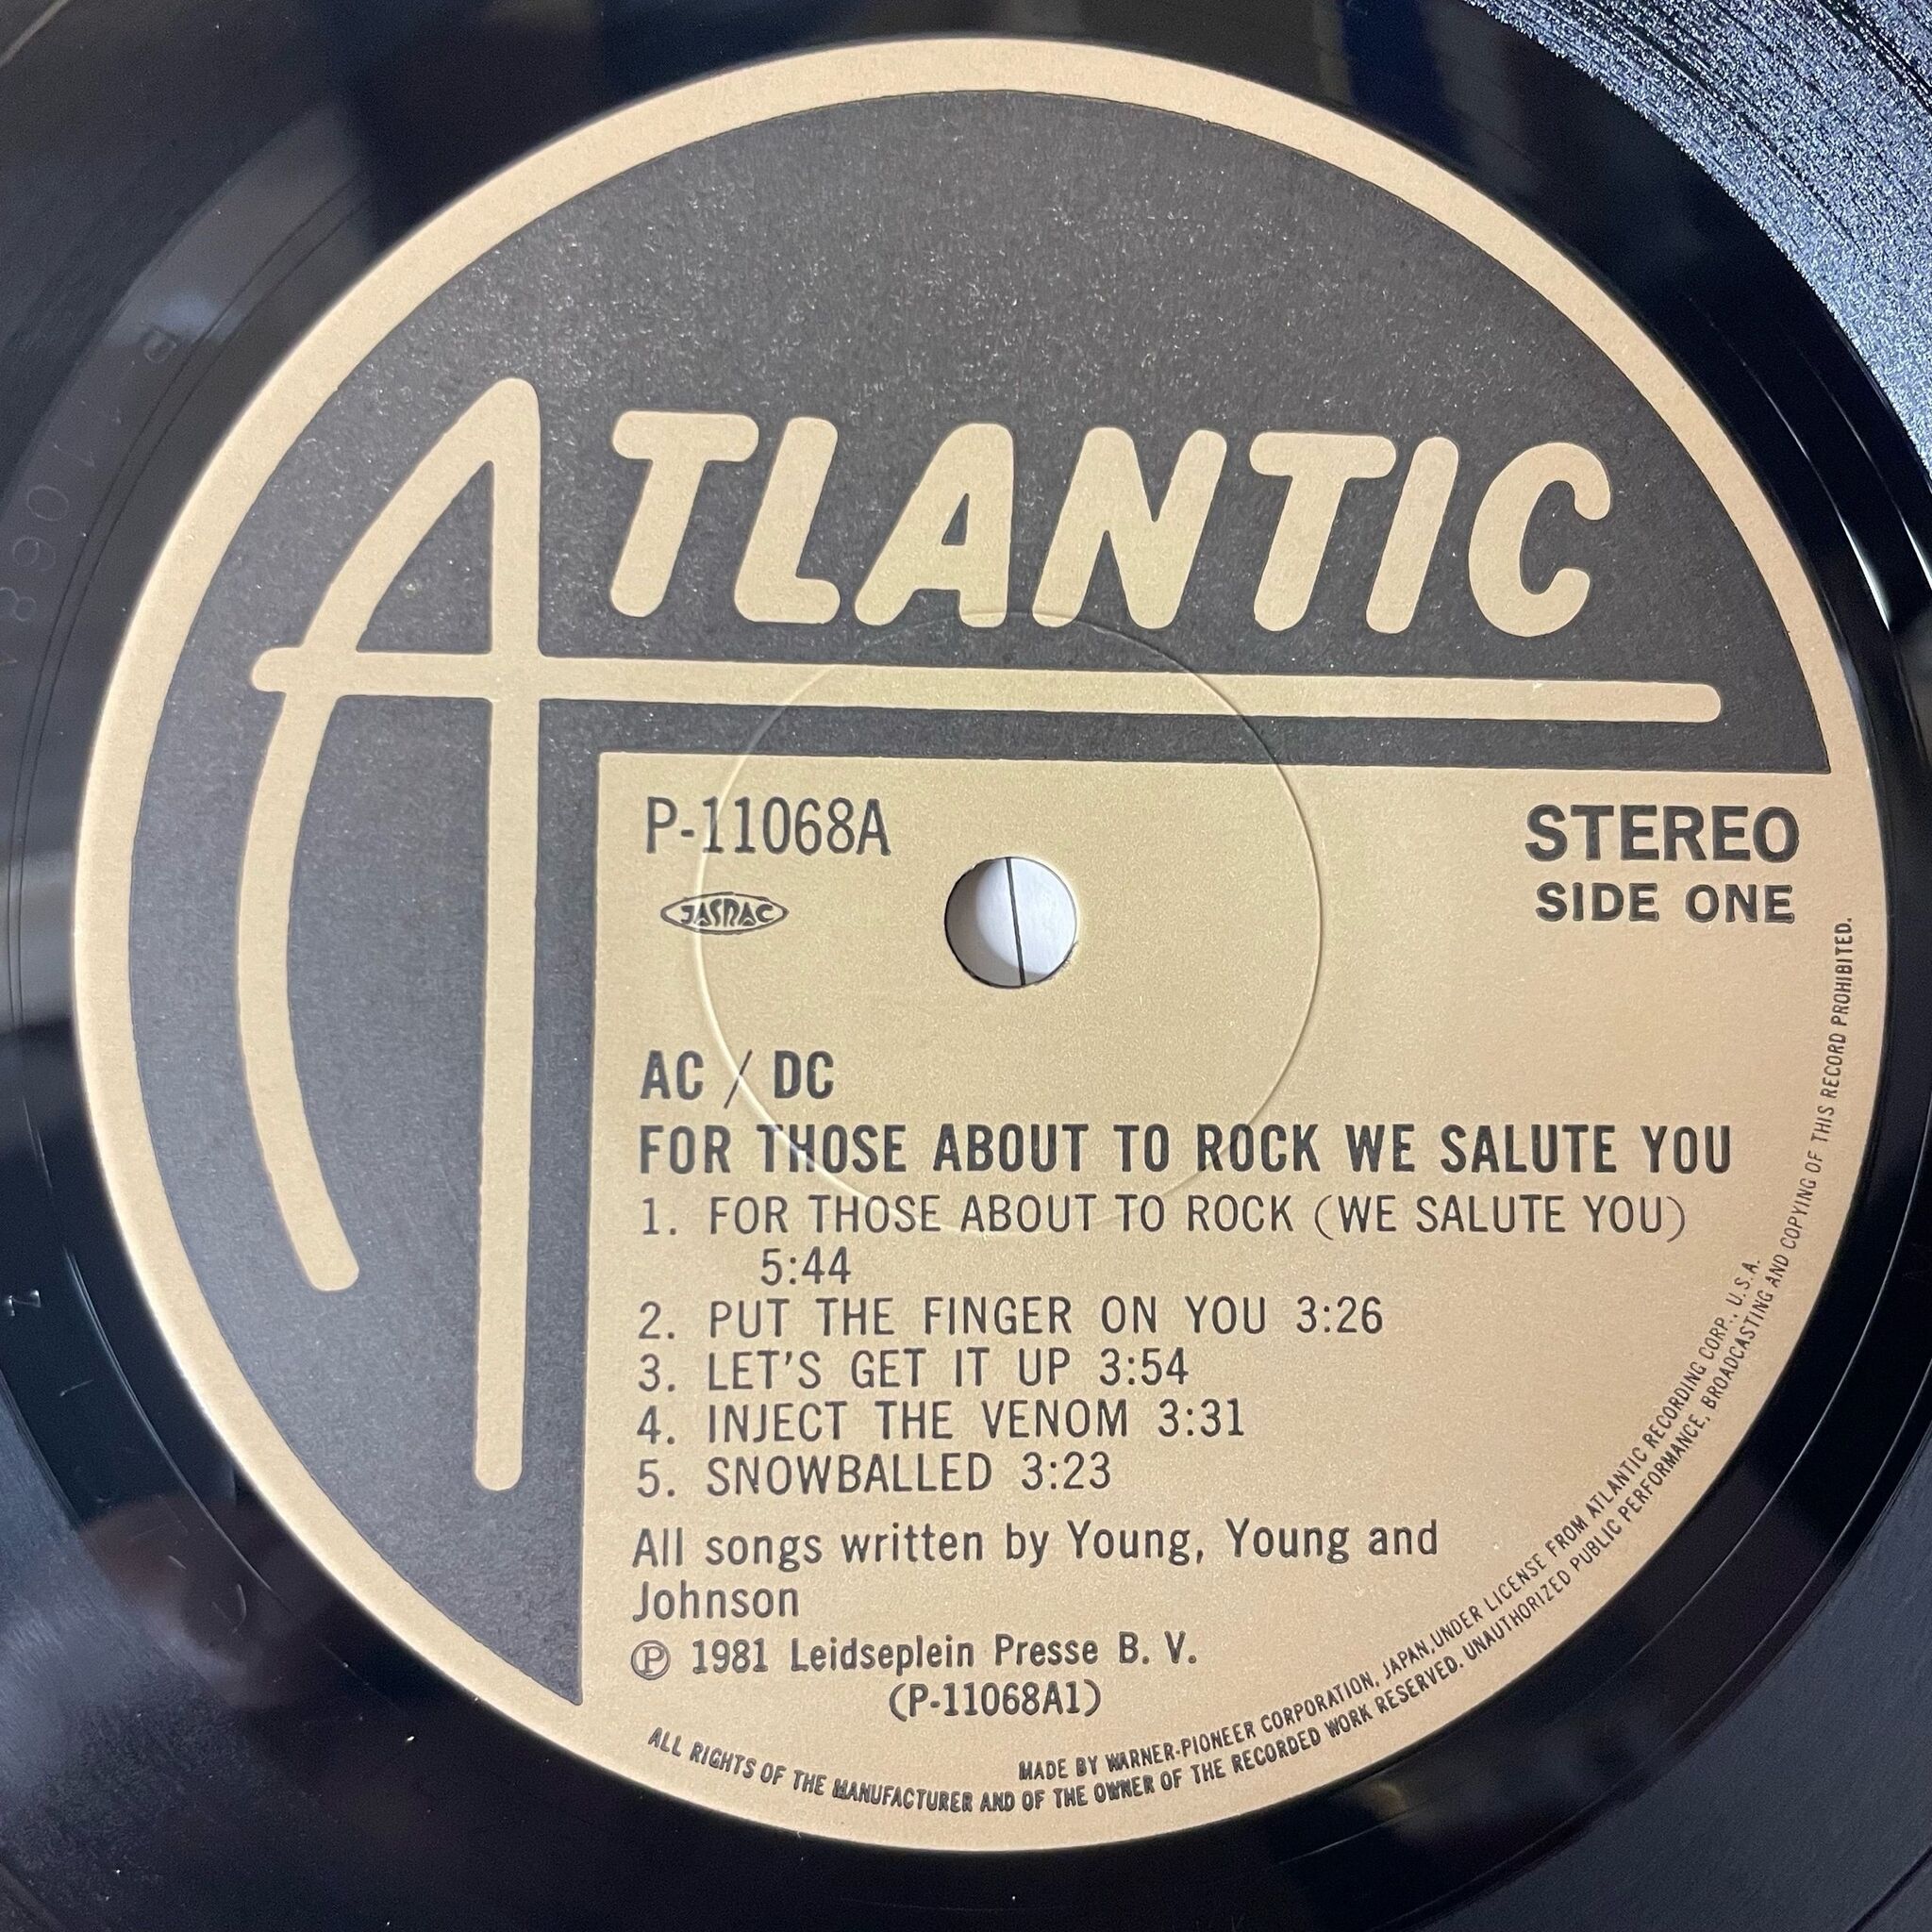 ATLANTIC
P-11068A
STEREO
JASRAC
SIDE ONE
AC / DC
FOR THOSE ABOUT TO ROCK WE SALUTE YOU
1. FOR THOSE ABOUT TO ROCK (WE SALUTE YOU)
5:44
2. PUT THE FINGER ON YOU 3:26
3. LET'S GET IT UP 3:54
4. INJECT THE VENOM 3:31
5. SNOWBALLED 3:23
All songs written by Young, Young and
Johnson
℗ 1981 Leidseplein Presse B. V.
(P-11068A1)
MADE BY WARNER-PIONEER CORPORATION, JAPAN, UNDER LICENSE FROM ATLANTIC RECORDING CORP., U.S.A.
ALL RIGHTS OF THE MANUFACTURER AND OF THE OWNER OF THE RECORDED WORK RESERVED. UNAUTHORIZED PUBLIC PERFORMANCE, BROADCASTING AND COPYING OF THIS RECORD PROHIBITED.